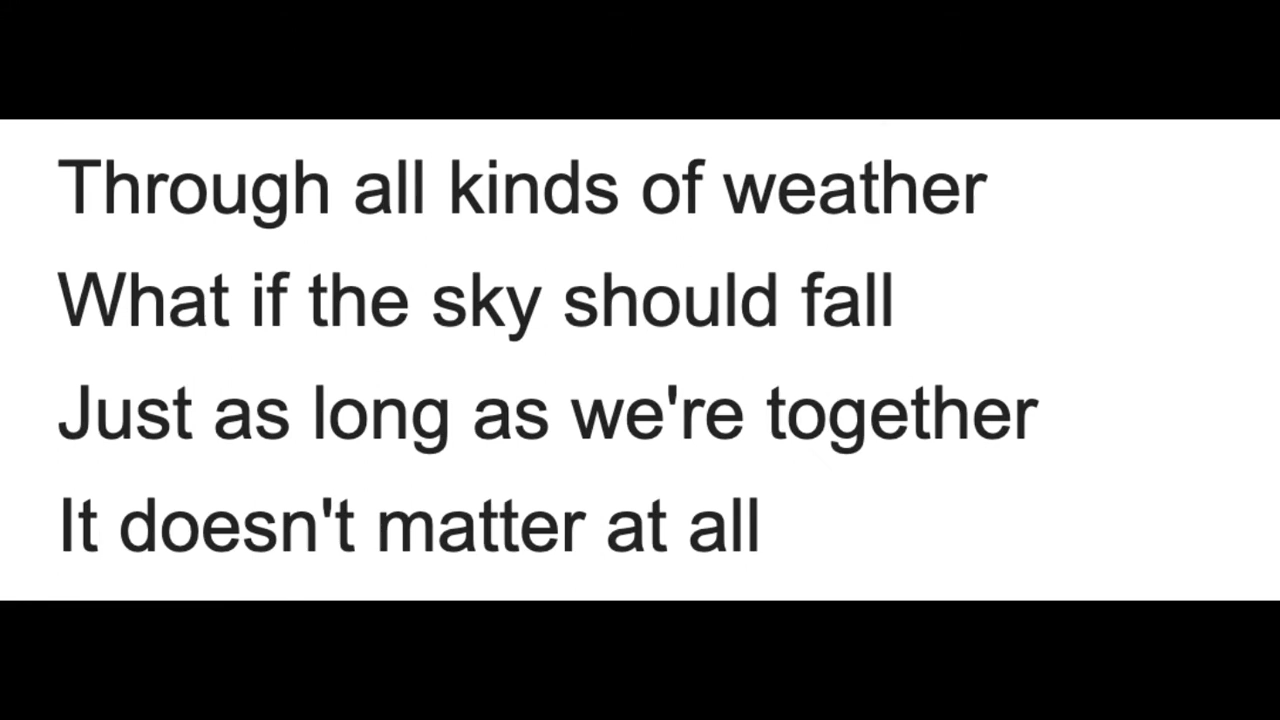 Through all kinds of weather
What if the sky should fall
Just as long as we're together
It doesn't matter at all